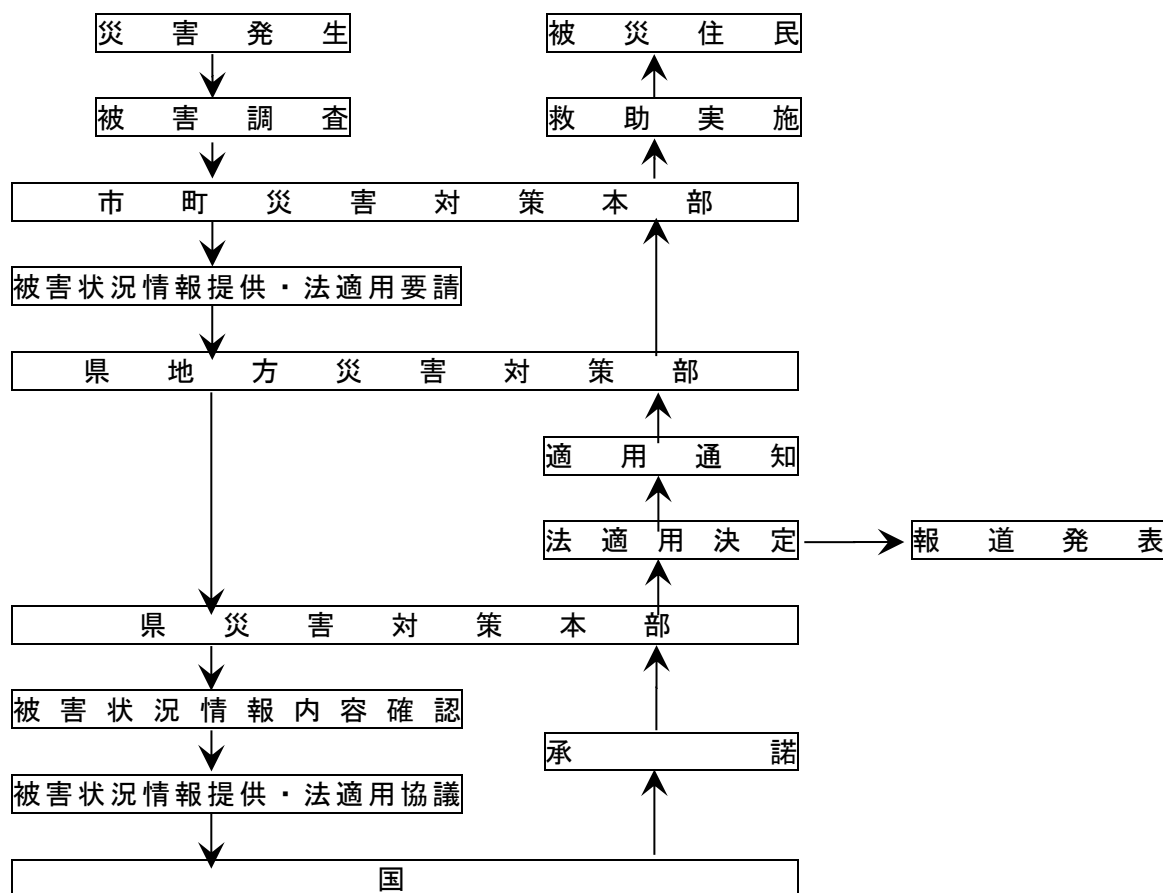 災害発生
被災住民
被害調査
救助実施
市町災害対策本部
被害状況情報提供・法適用要請
県地方災害対策部
適用通知
法適用決定
報道発表
県災害対策本部
被害状況情報内容確認
承諾
被害状況情報提供・法適用協議
国